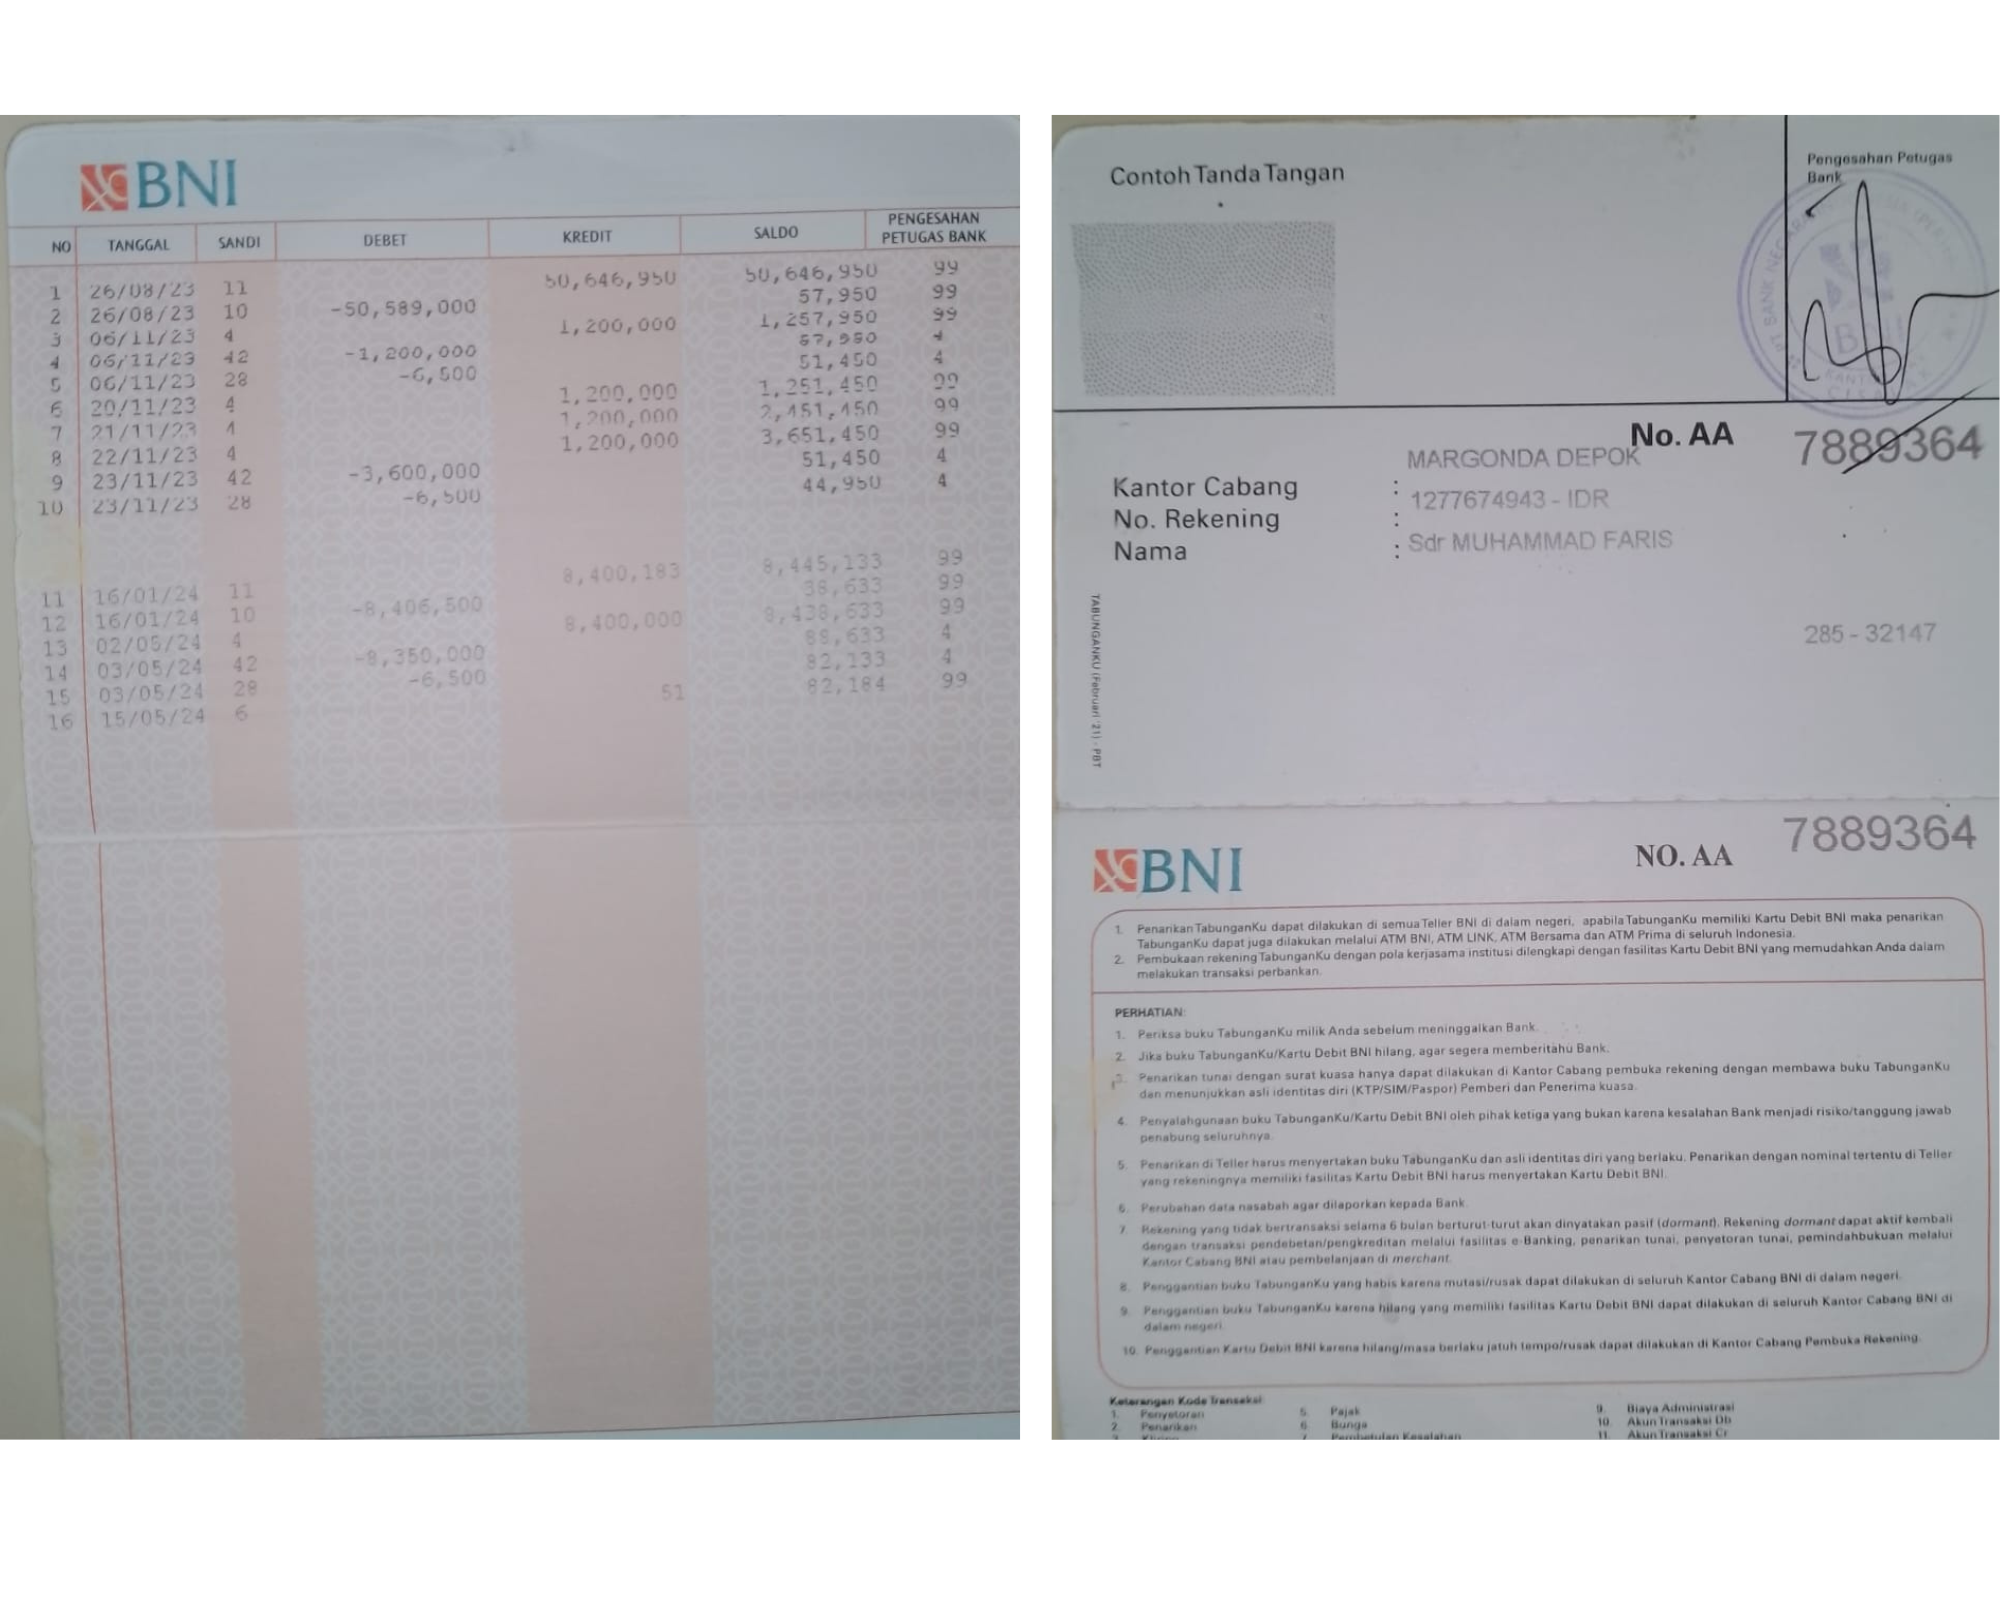 BNI
NO TANGGAL SANDI DEBET KREDIT SALDO PENGESAHAN PETUGAS BANK
1 26/08/23 11 50,646,950 50,646,950 99
2 26/08/23 10 -50,589,000 57,950 99
3 06/11/23 4 1,200,000 1,257,950 99
4 06/11/23 42 -1,200,000 57,950 4
5 06/11/23 28 -6,500 51,450 4
6 20/11/23 4 1,200,000 1,251,450 99
7 21/11/23 4 1,200,000 2,451,450 99
8 22/11/23 4 1,200,000 3,651,450 99
9 23/11/23 42 -3,600,000 51,450 4
10 23/11/23 28 -6,500 44,950 4
11 16/01/24 11 8,400,183 8,445,133 99
12 16/01/24 10 -8,406,500 38,633 99
13 02/05/24 4 8,400,000 8,438,633 99
14 03/05/24 42 -8,350,000 88,633 4
15 03/05/24 28 -6,500 82,133 4
16 15/05/24 6 51 82,184 99
Contoh Tanda Tangan
Pengesahan Petugas
Bank
No. AA 7889364
Kantor Cabang : MARGONDA DEPOK
No. Rekening : 1277674943 - IDR
Nama : Sdr MUHAMMAD FARIS
285 - 32147
TABUNGANKU (Februari '21) - PBT
BNI NO. AA 7889364
1. Penarikan TabunganKu dapat dilakukan di semua Teller BNI di dalam negeri, apabila TabunganKu memiliki Kartu Debit BNI maka penarikan
TabunganKu dapat juga dilakukan melalui ATM BNI, ATM LINK, ATM Bersama dan ATM Prima di seluruh Indonesia.
2. Pembukaan rekening TabunganKu dengan pola kerjasama institusi dilengkapi dengan fasilitas Kartu Debit BNI yang memudahkan Anda dalam
melakukan transaksi perbankan.
PERHATIAN:
1. Periksa buku TabunganKu milik Anda sebelum meninggalkan Bank.
2. Jika buku TabunganKu/Kartu Debit BNI hilang, agar segera memberitahu Bank.
3. Penarikan tunai dengan surat kuasa hanya dapat dilakukan di Kantor Cabang pembuka rekening dengan membawa buku TabunganKu
dan menunjukkan asli identitas diri (KTP/SIM/Paspor) Pemberi dan Penerima kuasa.
4. Penyalahgunaan buku TabunganKu/Kartu Debit BNI oleh pihak ketiga yang bukan karena kesalahan Bank menjadi risiko/tanggung jawab
penabung seluruhnya.
5. Penarikan di Teller harus menyertakan buku TabunganKu dan asli identitas diri yang berlaku. Penarikan dengan nominal tertentu di Teller
yang rekeningnya memiliki fasilitas Kartu Debit BNI harus menyertakan Kartu Debit BNI.
6. Perubahan data nasabah agar dilaporkan kepada Bank.
7. Rekening yang tidak bertransaksi selama 6 bulan berturut-turut akan dinyatakan pasif (dormant). Rekening dormant dapat aktif kembali
dengan transaksi pendebetan/pengkreditan melalui fasilitas e-Banking, penarikan tunai, penyetoran tunai, pemindahbukuan melalui
Kantor Cabang BNI atau pembelanjaan di merchant.
8. Penggantian buku TabunganKu yang habis karena mutasi/rusak dapat dilakukan di seluruh Kantor Cabang BNI di dalam negeri.
9. Penggantian buku TabunganKu karena hilang yang memiliki fasilitas Kartu Debit BNI dapat dilakukan di seluruh Kantor Cabang BNI di
dalam negeri.
10. Penggantian Kartu Debit BNI karena hilang/masa berlaku jatuh tempo/rusak dapat dilakukan di Kantor Cabang Pembuka Rekening.
Keterangan Kode Transaksi:
1. Penyetoran 5. Pajak 9. Biaya Administrasi
2. Penarikan 6. Bunga 10. Akun Transaksi Db
3. Kliring 7. Pembetulan Kesalahan 11. Akun Transaksi Cr